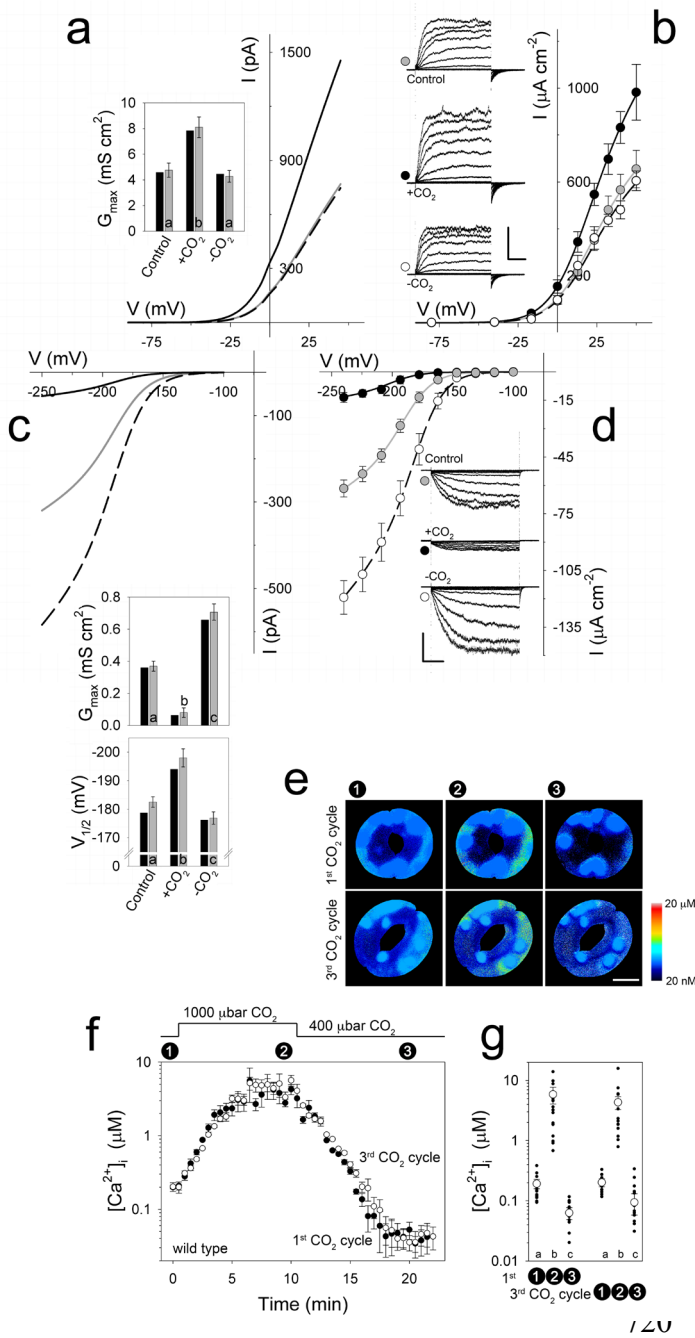 a
I (pA)
1500
900
300
V (mV)
-75
-25
25
G_max (mS cm²)
8
6
4
2
0
a
b
a
Control
+CO₂
-CO₂
b
I (µA cm⁻²)
1000
600
200
V (mV)
-75
-25
25
Control
+CO₂
-CO₂
c
V (mV)
-250
-200
-150
-100
-100
-300
-500
I (pA)
G_max (mS cm²)
0.8
0.6
0.4
0.2
0.0
a
b
c
V_1/2 (mV)
-200
-190
-180
-170
0
a
b
c
Control
+CO₂
-CO₂
d
V (mV)
-250
-200
-150
-100
-15
-45
-75
-105
-135
I (µA cm⁻²)
Control
+CO₂
-CO₂
e
1 2 3
1st CO₂ cycle
3rd CO₂ cycle
20 µM
20 nM
f
1000 µbar CO₂
400 µbar CO₂
1 2 3
[Ca²⁺]i (µM)
10
1
0.1
3rd CO₂ cycle
1st CO₂ cycle
wild type
0 5 10 15 20
Time (min)
g
[Ca²⁺]i (µM)
10
1
0.1
0.01
a b c a b c
1st 1 2 3
3rd CO₂ cycle 1 2 3
720